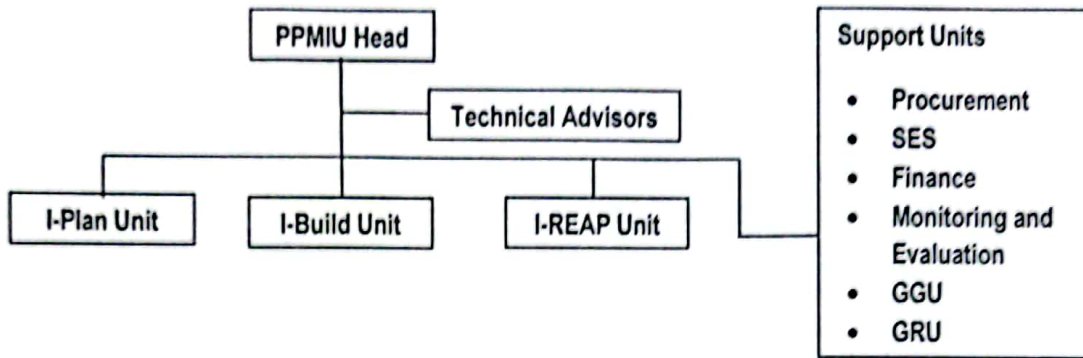 PPMIU Head
Technical Advisors
I-Plan Unit
I-Build Unit
I-REAP Unit
Support Units
• Procurement
• SES
• Finance
• Monitoring and
Evaluation
• GGU
• GRU